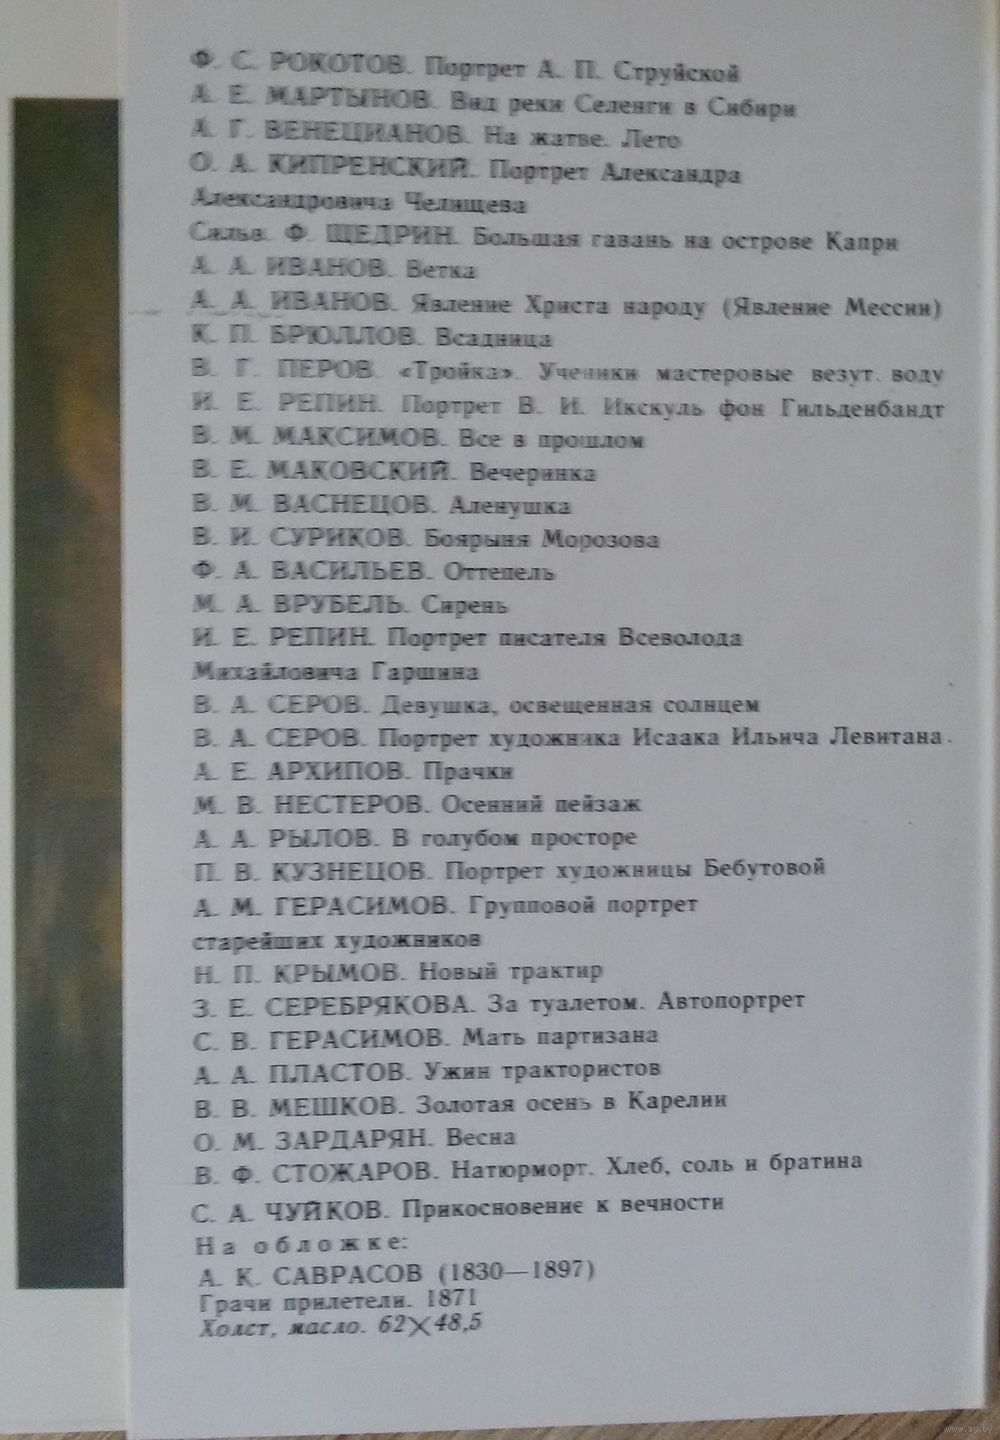 Ф. С. РОКОТОВ. Портрет А. П. Струйской
А. Е. МАРТЫНОВ. Вид реки Селенги в Сибири
А. Г. ВЕНЕЦИАНОВ. На жатве. Лето
О. А. КИПРЕНСКИЙ. Портрет Александра
Александровича Челищева
Сильв. Ф. ЩЕДРИН. Большая гавань на острове Капри
А. А. ИВАНОВ. Ветка
А. А. ИВАНОВ. Явление Христа народу (Явление Мессии)
К. П. БРЮЛЛОВ. Всадница
В. Г. ПЕРОВ. «Тройка». Ученики мастеровые везут воду
И. Е. РЕПИН. Портрет В. И. Икскуль фон Гильденбандт
В. М. МАКСИМОВ. Все в прошлом
В. Е. МАКОВСКИЙ. Вечеринка
В. М. ВАСНЕЦОВ. Аленушка
В. И. СУРИКОВ. Боярыня Морозова
Ф. А. ВАСИЛЬЕВ. Оттепель
М. А. ВРУБЕЛЬ. Сирень
И. Е. РЕПИН. Портрет писателя Всеволода
Михайловича Гаршина
В. А. СЕРОВ. Девушка, освещенная солнцем
В. А. СЕРОВ. Портрет художника Исаака Ильича Левитана.
А. Е. АРХИПОВ. Прачки
М. В. НЕСТЕРОВ. Осенний пейзаж
А. А. РЫЛОВ. В голубом просторе
П. В. КУЗНЕЦОВ. Портрет художницы Бебутовой
А. М. ГЕРАСИМОВ. Групповой портрет
старейших художников
Н. П. КРЫМОВ. Новый трактир
З. Е. СЕРЕБРЯКОВА. За туалетом. Автопортрет
С. В. ГЕРАСИМОВ. Мать партизана
А. А. ПЛАСТОВ. Ужин трактористов
В. В. МЕШКОВ. Золотая осень в Карелии
О. М. ЗАРДАРЯН. Весна
В. Ф. СТОЖАРОВ. Натюрморт. Хлеб, соль и братина
С. А. ЧУЙКОВ. Прикосновение к вечности
На обложке:
А. К. САВРАСОВ (1830—1897)
Грачи прилетели. 1871
Холст, масло. 62×48,5
www.ay.by